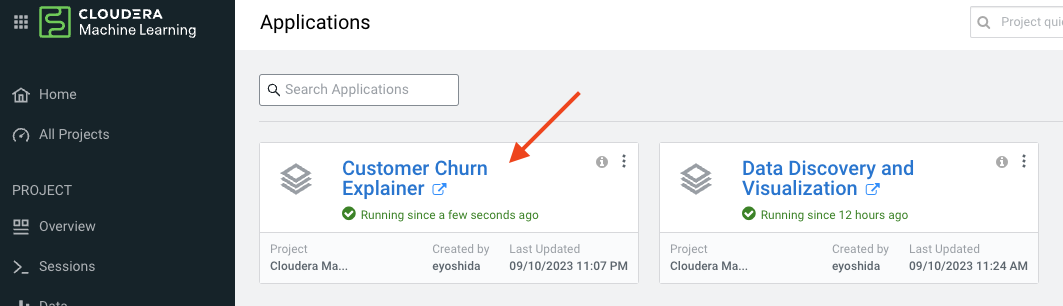 CLOUDERA
Machine Learning
Applications
Project qui
Search Applications
Home
All Projects
PROJECT
Overview
Sessions
Data
Customer Churn
Explainer
Running since a few seconds ago
Project
Created by
Last Updated
Cloudera Ma...
eyoshida
09/10/2023 11:07 PM
Data Discovery and
Visualization
Running since 12 hours ago
Project
Created by
Last Updated
Cloudera Ma...
eyoshida
09/10/2023 11:24 AM